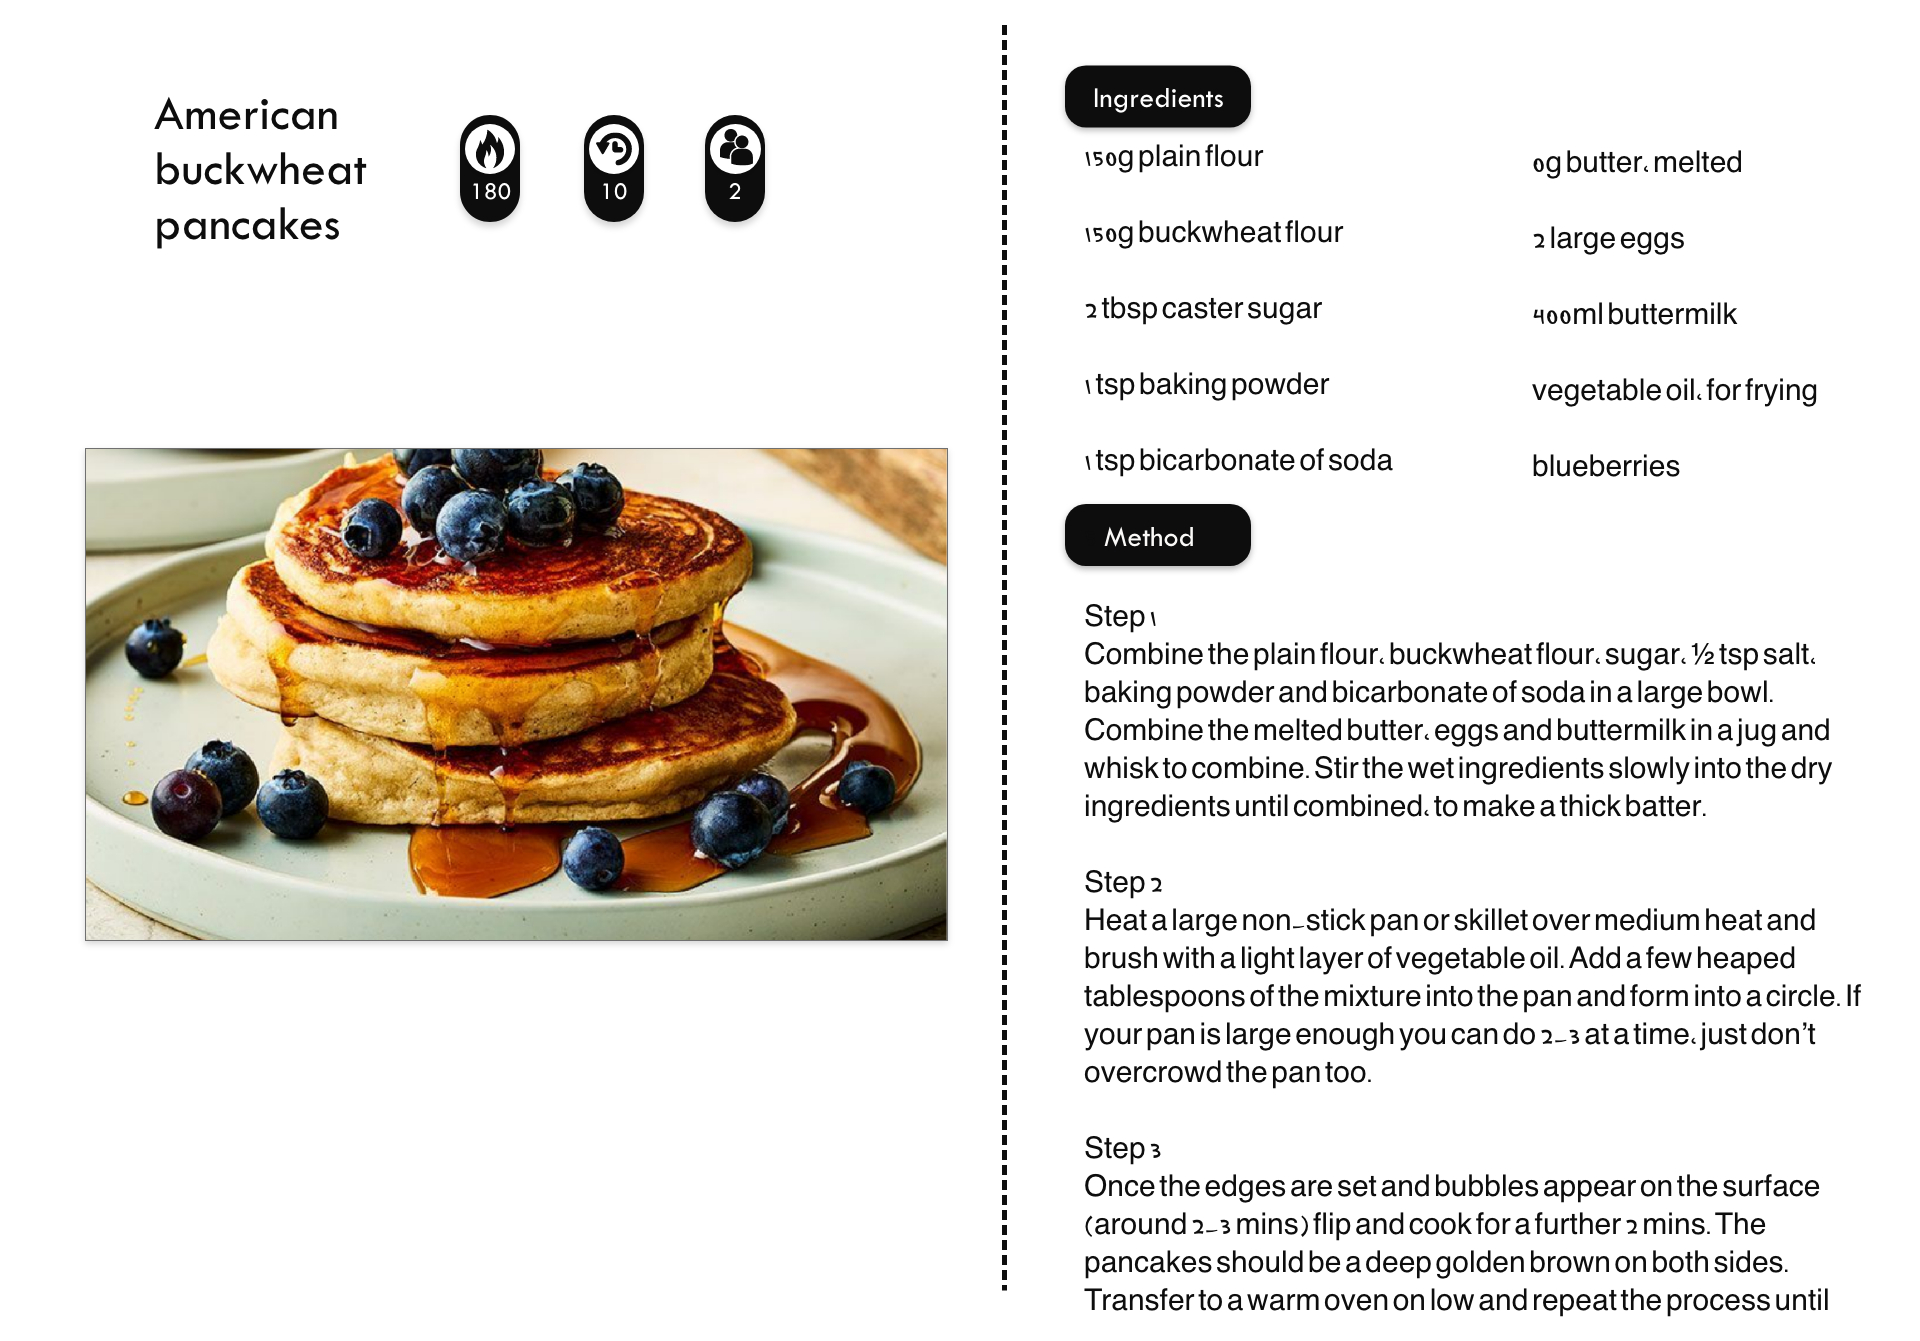 American
buckwheat
pancakes
180
10
2
Ingredients
150g plain flour
150g buckwheat flour
2 tbsp caster sugar
1 tsp baking powder
1 tsp bicarbonate of soda
0g butter, melted
2 large eggs
400ml buttermilk
vegetable oil, for frying
blueberries
Method
Step 1
Combine the plain flour, buckwheat flour, sugar, ½ tsp salt,
baking powder and bicarbonate of soda in a large bowl.
Combine the melted butter, eggs and buttermilk in a jug and
whisk to combine. Stir the wet ingredients slowly into the dry
ingredients until combined, to make a thick batter.
Step 2
Heat a large non-stick pan or skillet over medium heat and
brush with a light layer of vegetable oil. Add a few heaped
tablespoons of the mixture into the pan and form into a circle. If
your pan is large enough you can do 2-3 at a time, just don’t
overcrowd the pan too.
Step 3
Once the edges are set and bubbles appear on the surface
(around 2-3 mins) flip and cook for a further 2 mins. The
pancakes should be a deep golden brown on both sides.
Transfer to a warm oven on low and repeat the process until